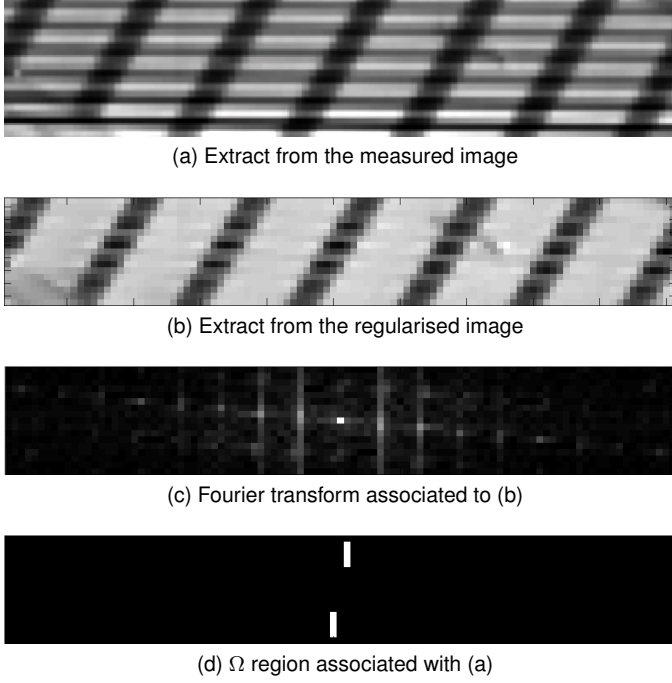 (a) Extract from the measured image
(b) Extract from the regularised image
(c) Fourier transform associated to (b)
(d) Ω region associated with (a)